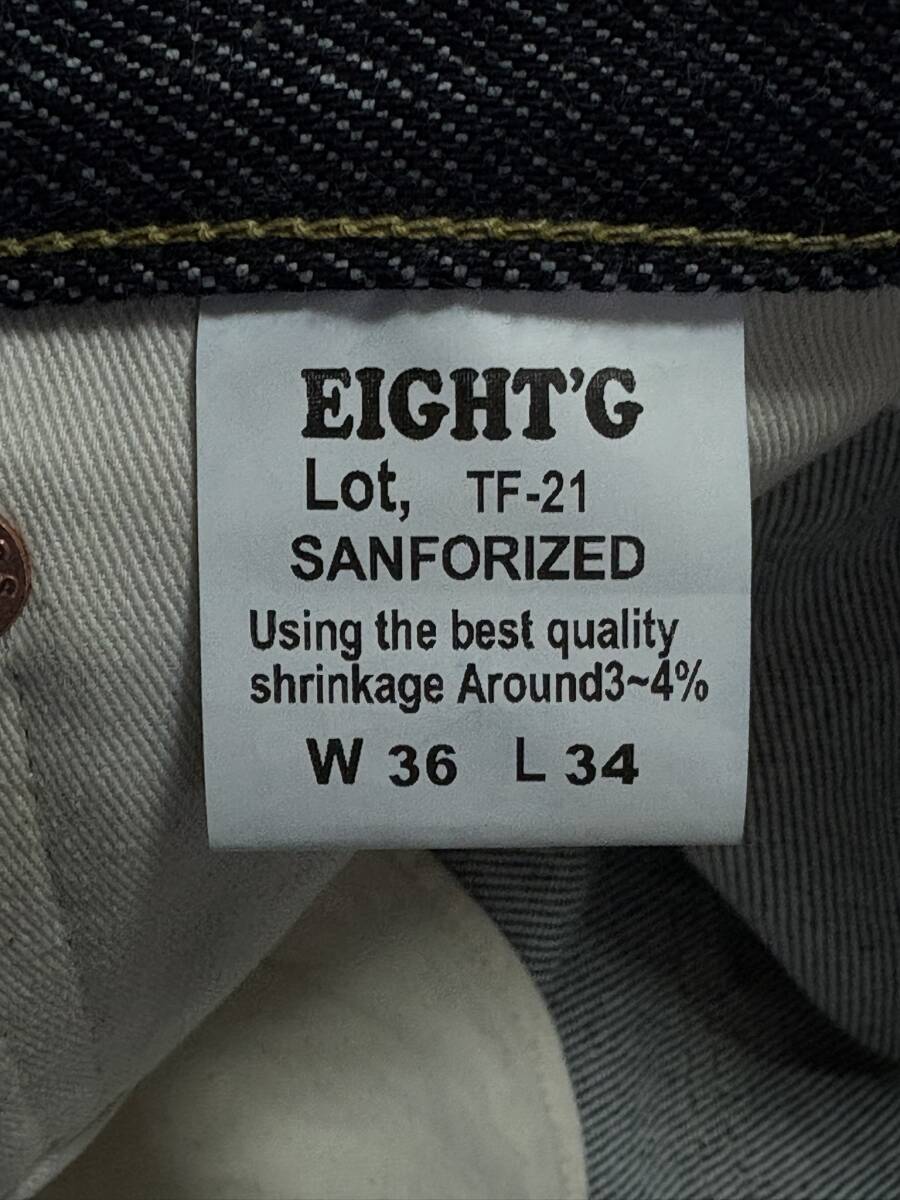 EIGHT'G
Lot, TF-21
SANFORIZED
Using the best quality
shrinkage Around3~4%
W 36 L 34